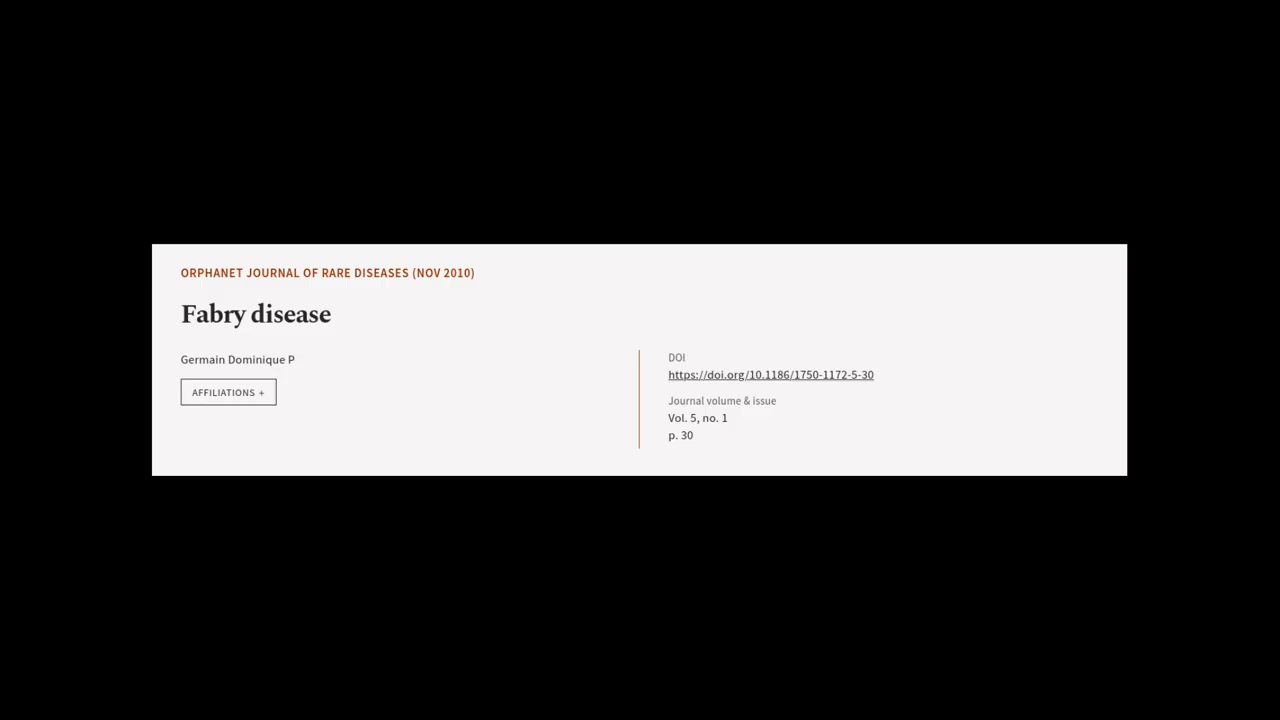 ORPHANET JOURNAL OF RARE DISEASES (NOV 2010)
Fabry disease
Germain Dominique P
AFFILIATIONS +
DOI
https://doi.org/10.1186/1750-1172-5-30
Journal volume & issue
Vol. 5, no. 1
p. 30